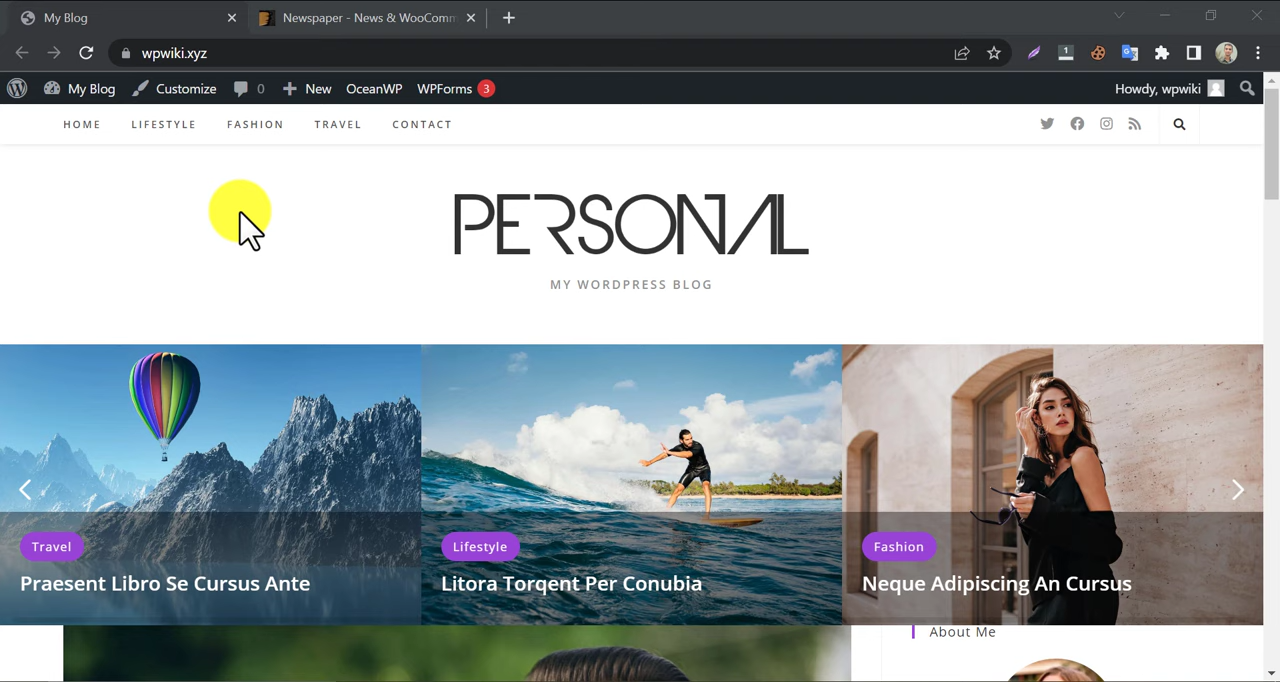 My Blog
Newspaper - News & WooComm
wpwiki.xyz
1
My Blog
Customize
0
New
OceanWP
WPForms
3
Howdy, wpwiki
HOME
LIFESTYLE
FASHION
TRAVEL
CONTACT
PERSONAL
MY WORDPRESS BLOG
Travel
Praesent Libro Se Cursus Ante
Lifestyle
Litora Torqent Per Conubia
Fashion
Neque Adipiscing An Cursus
About Me